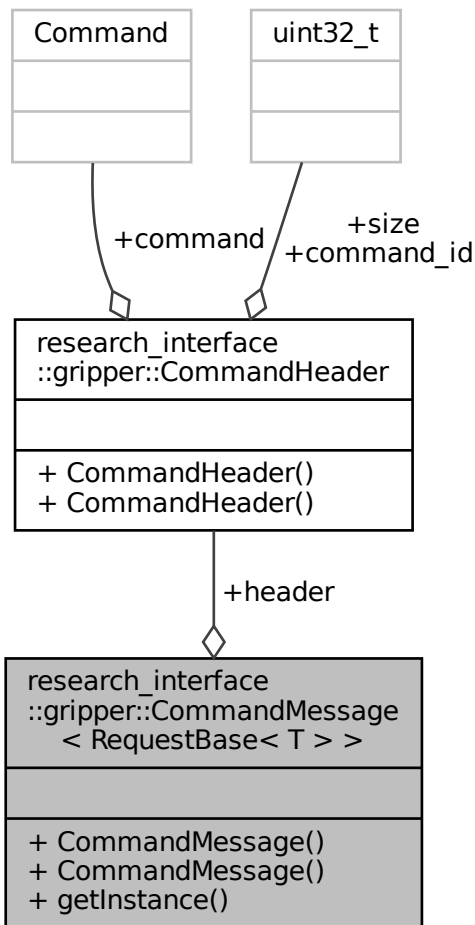 Command
uint32_t
+command
+size
+command_id
research_interface
::gripper::CommandHeader
+ CommandHeader()
+ CommandHeader()
+header
research_interface
::gripper::CommandMessage
< RequestBase< T > >
+ CommandMessage()
+ CommandMessage()
+ getInstance()